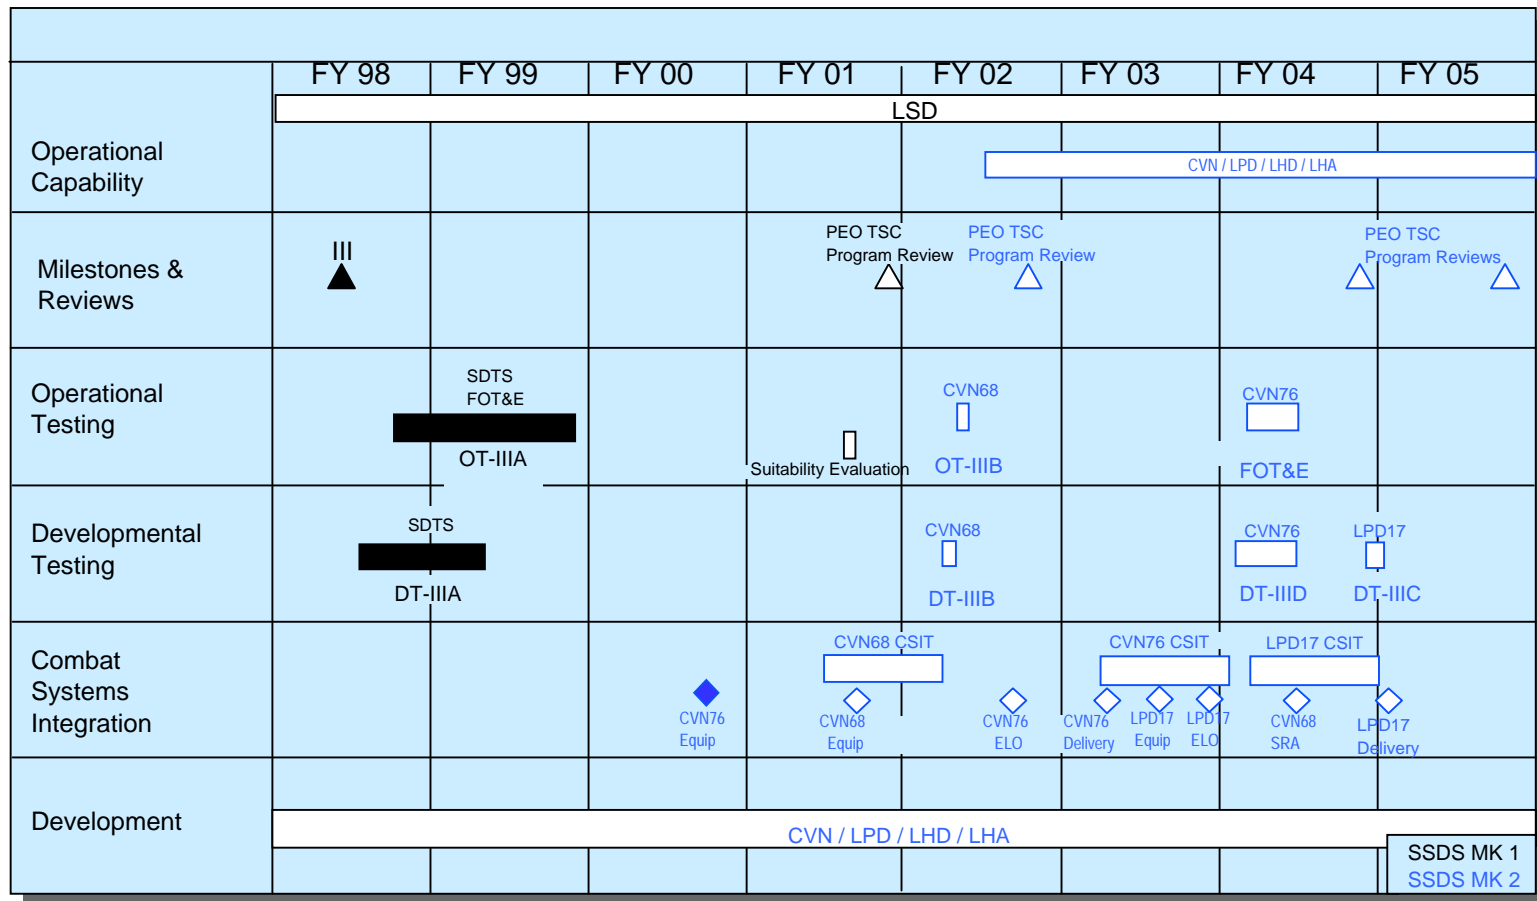 FY 98 FY 99 FY 00 FY 01 FY 02 FY 03 FY 04 FY 05
LSD
Operational
Capability
CVN / LPD / LHD / LHA
Milestones &
Reviews
III
PEO TSC
Program Review
PEO TSC
Program Review
PEO TSC
Program Reviews
Operational
Testing
SDTS
FOT&E
OT-IIIA
Suitability Evaluation
CVN68
OT-IIIB
CVN76
FOT&E
Developmental
Testing
SDTS
DT-IIIA
CVN68
DT-IIIB
CVN76
DT-IIID
LPD17
DT-IIIC
Combat
Systems
Integration
CVN68 CSIT
CVN76 CSIT
LPD17 CSIT
CVN76
Equip
CVN68
Equip
CVN76
ELO
CVN76
Delivery
LPD17
Equip
LPD17
ELO
CVN68
SRA
LPD17
Delivery
Development
CVN / LPD / LHD / LHA
SSDS MK 1
SSDS MK 2